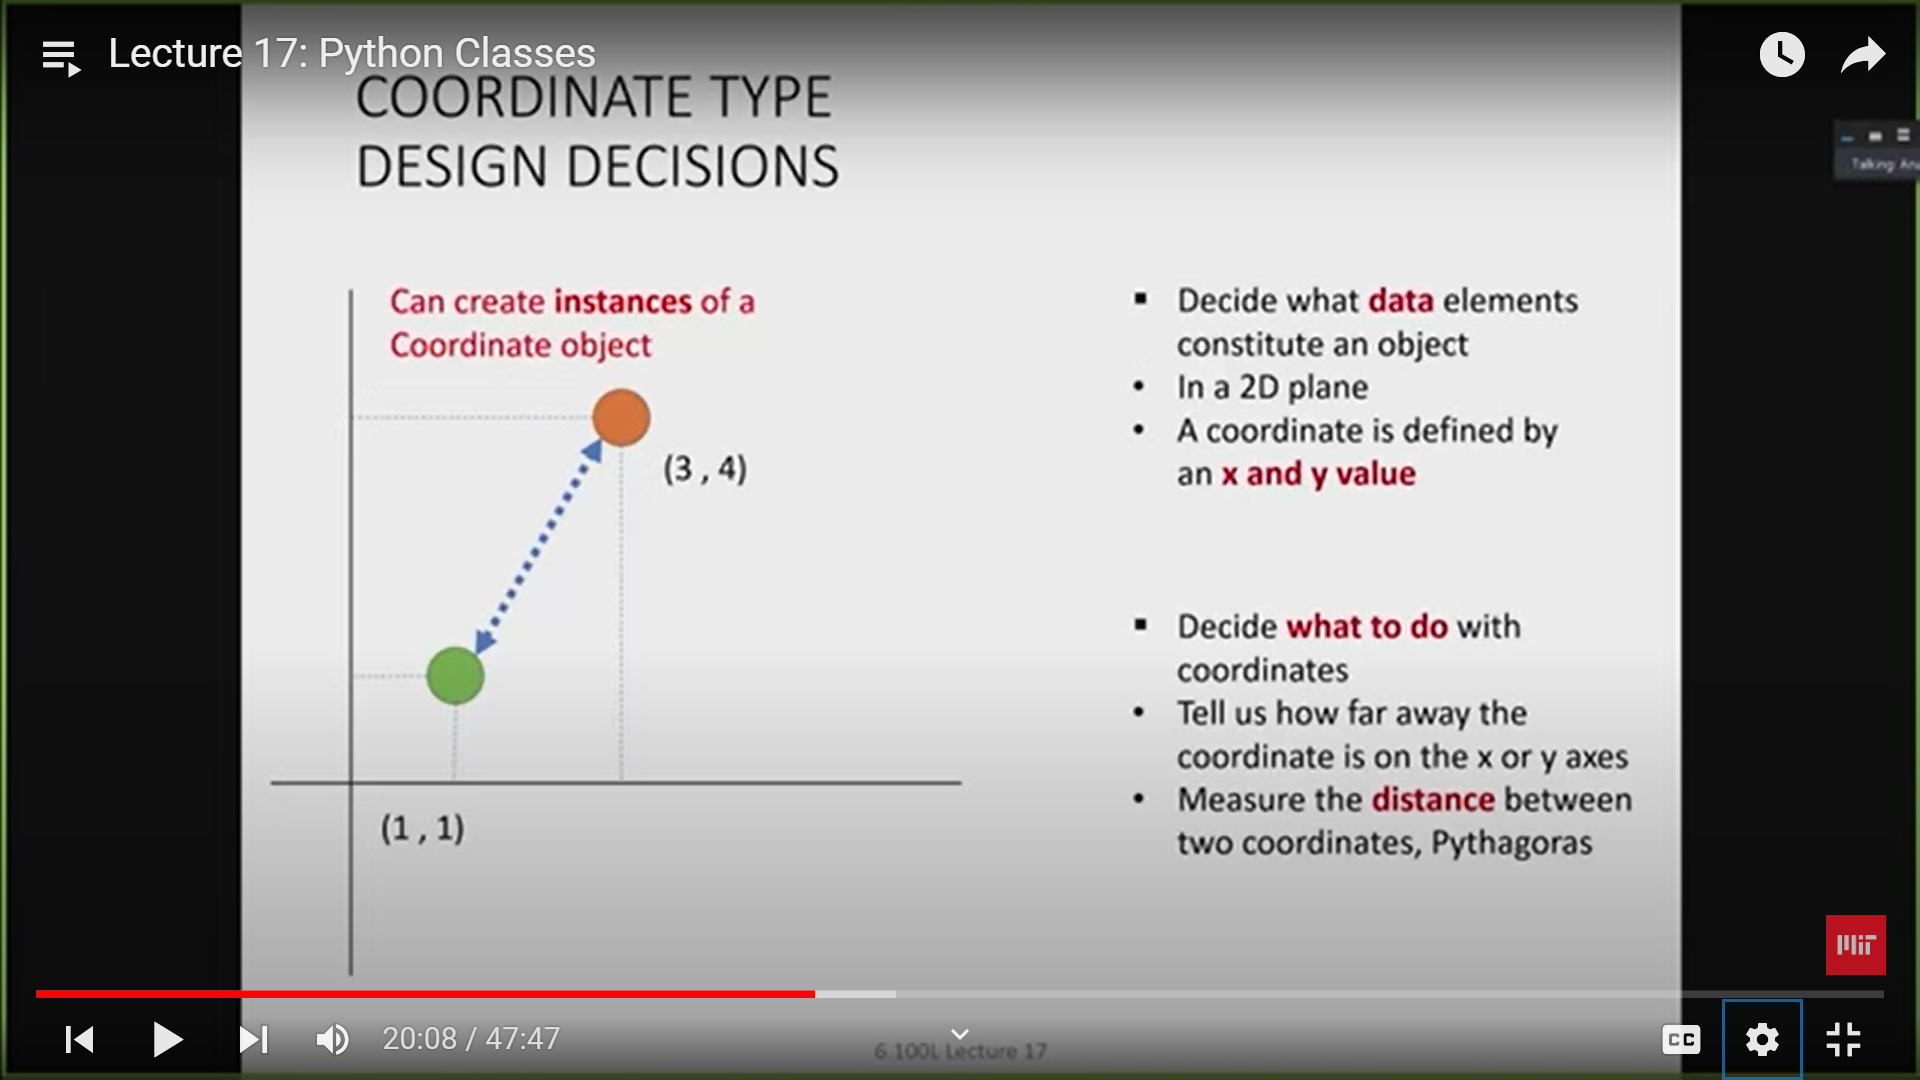 Lecture 17: Python Classes
COORDINATE TYPE
DESIGN DECISIONS
Talking:
Can create instances of a
Coordinate object
(3 , 4)
(1 , 1)
▪ Decide what data elements
constitute an object
• In a 2D plane
• A coordinate is defined by
an x and y value
▪ Decide what to do with
coordinates
• Tell us how far away the
coordinate is on the x or y axes
• Measure the distance between
two coordinates, Pythagoras
MIT
20:08 / 47:47
6.100L Lecture 17
CC